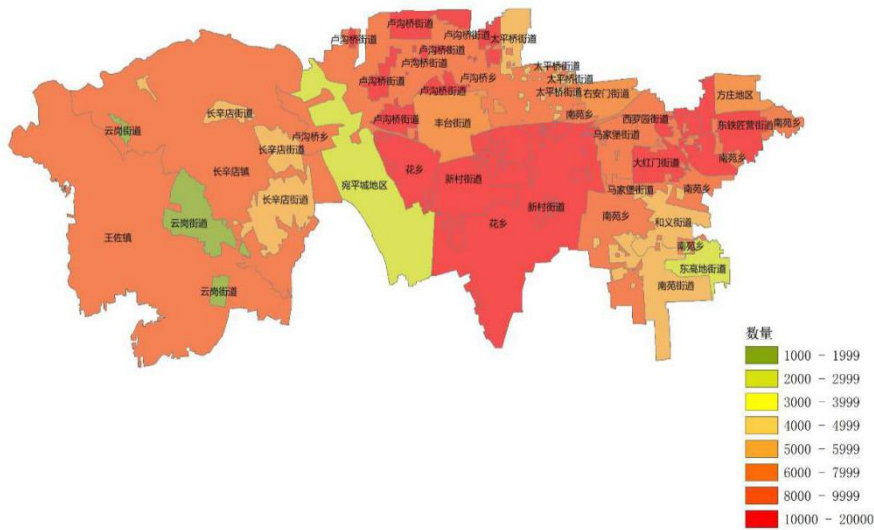 卢沟桥街道
太平桥街道
卢沟桥街道
卢沟桥街道
卢沟桥街道
卢沟桥街道
太平桥街道
卢沟桥街道
卢沟桥乡
太平桥街道
卢沟桥街道
太平桥街道
右安门街道
方庄地区
长辛店街道
卢沟桥街道
丰台街道
南苑乡
西罗园街道
东铁匠营街道
南苑乡
云岗街道
卢沟桥乡
马家堡街道
长辛店街道
长辛店镇
大红门街道
南苑乡
宛平城地区
花乡
新村街道
马家堡街道
南苑乡
长辛店街道
新村街道
云岗街道
花乡
南苑乡
和义街道
王佐镇
南苑乡
东高地街道
云岗街道
南苑街道
数量
1000 - 1999
2000 - 2999
3000 - 3999
4000 - 4999
5000 - 5999
6000 - 7999
8000 - 9999
10000 - 20000